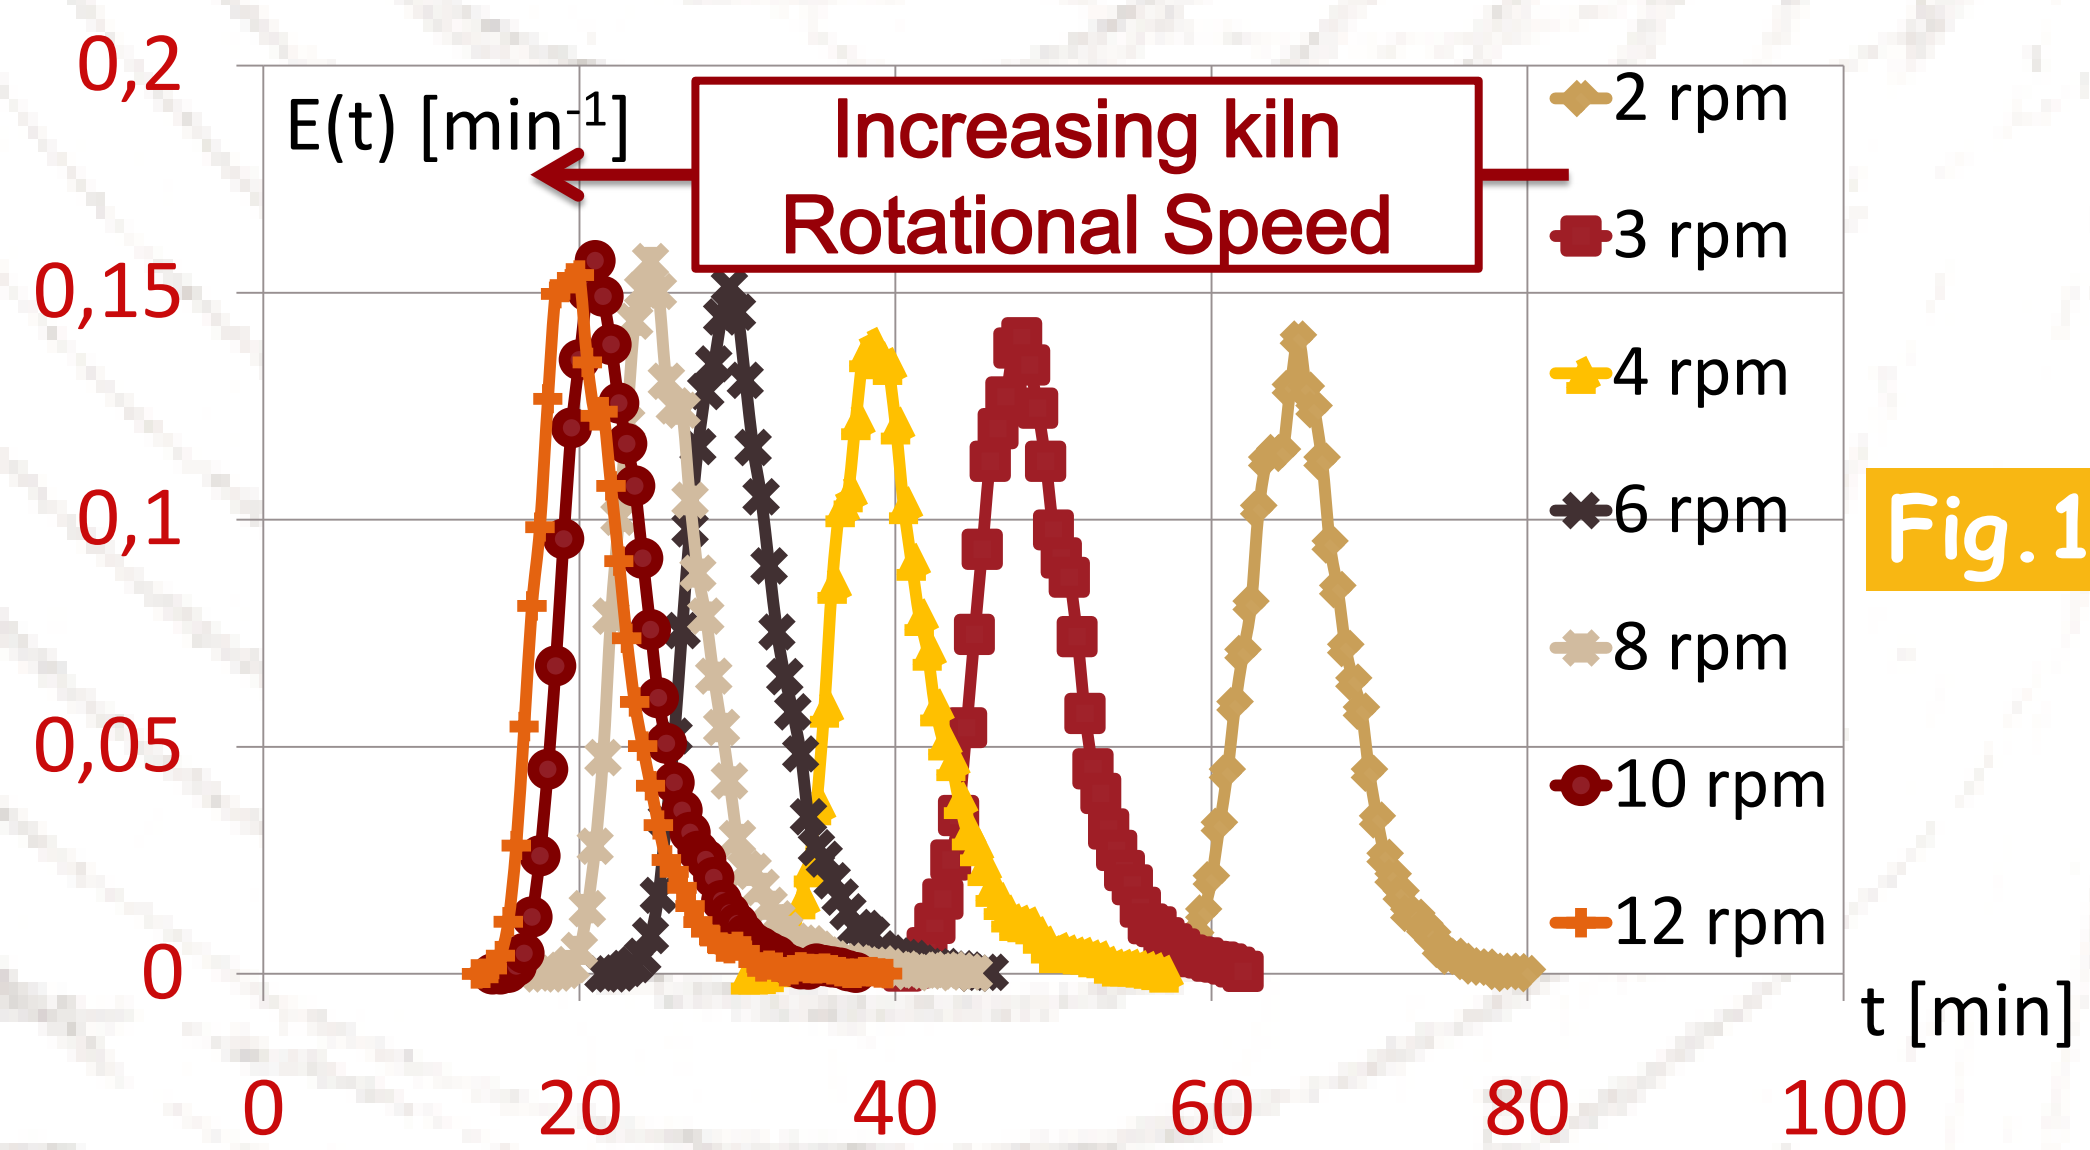 0,2
E(t) [min⁻¹]
Increasing kiln
Rotational Speed
2 rpm
3 rpm
0,15
4 rpm
6 rpm
0,1
Fig.1
8 rpm
0,05
10 rpm
12 rpm
0
t [min]
0 20 40 60 80 100